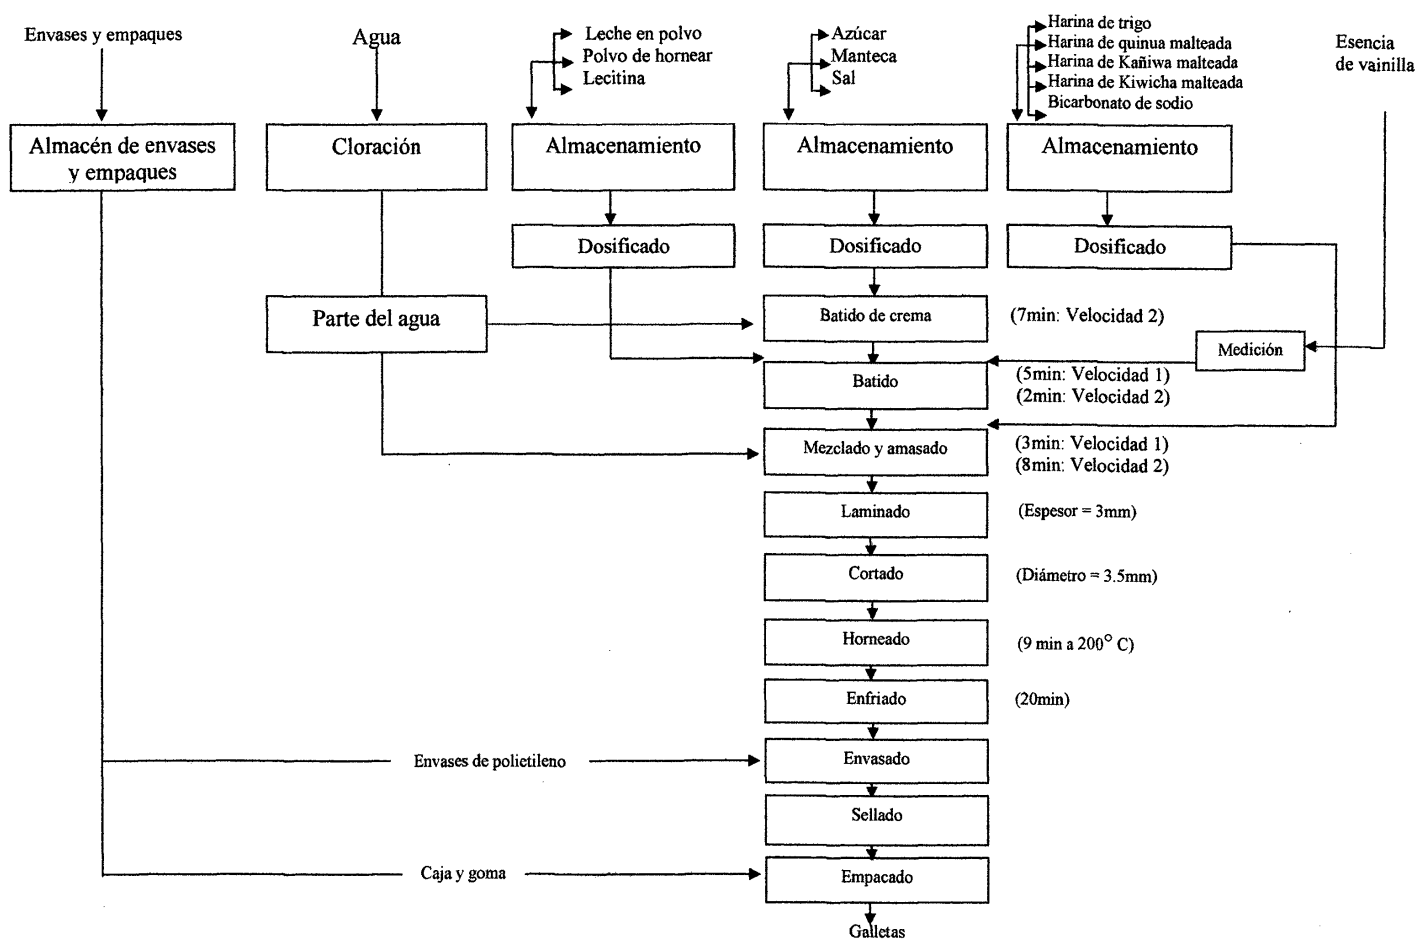 Envases y empaques
Agua
Leche en polvo
Polvo de hornear
Lecitina
Azúcar
Manteca
Sal
Harina de trigo
Harina de quinua malteada
Harina de Kañiwa malteada
Harina de Kiwicha malteada
Bicarbonato de sodio
Esencia
de vainilla
Almacén de envases
y empaques
Cloración
Almacenamiento
Almacenamiento
Almacenamiento
Dosificado
Dosificado
Dosificado
Parte del agua
Batido de crema
(7min: Velocidad 2)
Medición
Batido
(5min: Velocidad 1)
(2min: Velocidad 2)
Mezclado y amasado
(3min: Velocidad 1)
(8min: Velocidad 2)
Laminado
(Espesor = 3mm)
Cortado
(Diámetro = 3.5mm)
Horneado
(9 min a 200° C)
Enfriado
(20min)
Envases de polietileno
Envasado
Sellado
Caja y goma
Empacado
Galletas